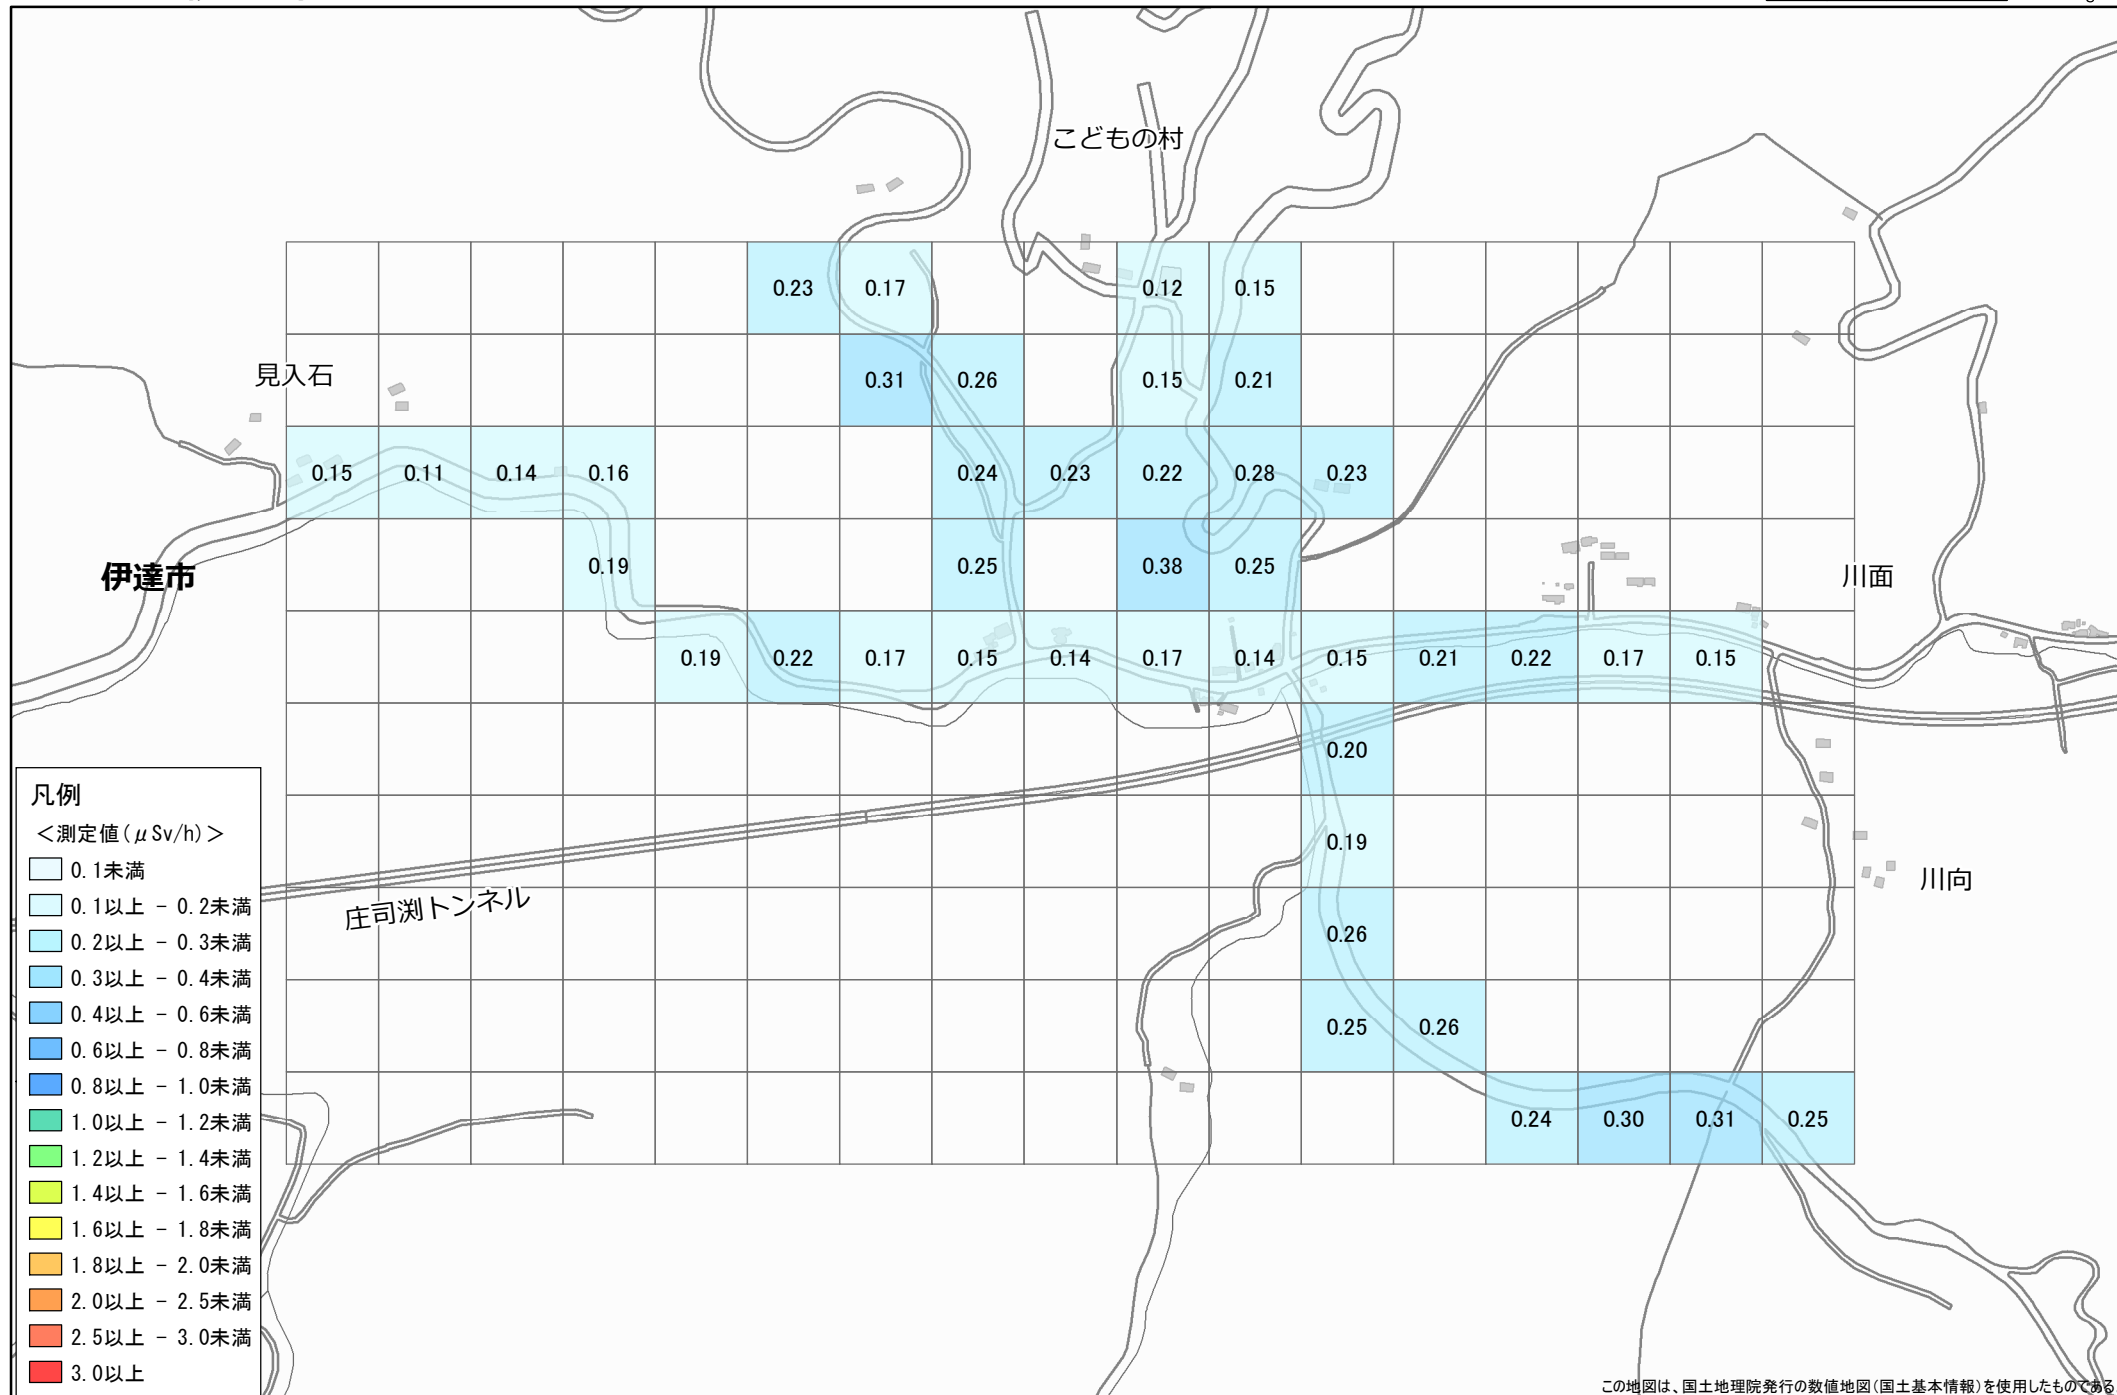 こどもの村
0.23 0.17 0.12 0.15
見入石
0.31 0.26 0.15 0.21
0.15 0.11 0.14 0.16 0.24 0.23 0.22 0.28 0.23
伊達市
0.19 0.25 0.38 0.25
川面
0.19 0.22 0.17 0.15 0.14 0.17 0.14 0.15 0.21 0.22 0.17 0.15
0.20
0.19
川向
庄司渕トンネル
0.26
0.25 0.26
0.24 0.30 0.31 0.25
凡例
＜測定値(μSv/h)＞
0.1未満
0.1以上 - 0.2未満
0.2以上 - 0.3未満
0.3以上 - 0.4未満
0.4以上 - 0.6未満
0.6以上 - 0.8未満
0.8以上 - 1.0未満
1.0以上 - 1.2未満
1.2以上 - 1.4未満
1.4以上 - 1.6未満
1.6以上 - 1.8未満
1.8以上 - 2.0未満
2.0以上 - 2.5未満
2.5以上 - 3.0未満
3.0以上
この地図は、国土地理院発行の数値地図(国土基本情報)を使用したものである